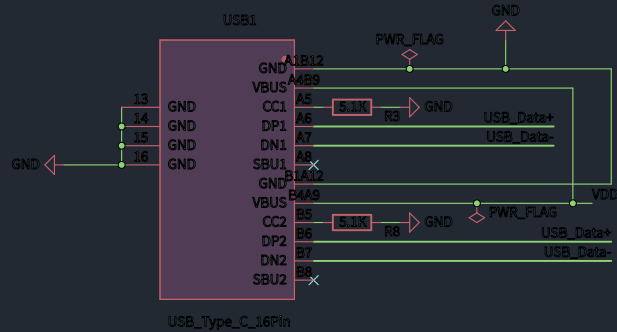 GND
USB1
PWR_FLAG
GND A1B12
VBUS A4B9
13 GND CC1 A5 5.1K R3 GND
14 GND DP1 A6 USB_Data+
15 GND DN1 A7 USB_Data-
GND 16 GND SBU1 A8
GND B1A12
VBUS B4A9 VDD
PWR_FLAG
CC2 B5 5.1K R8 GND
DP2 B6 USB_Data+
DN2 B7 USB_Data-
SBU2 B8
USB_Type_C_16Pin